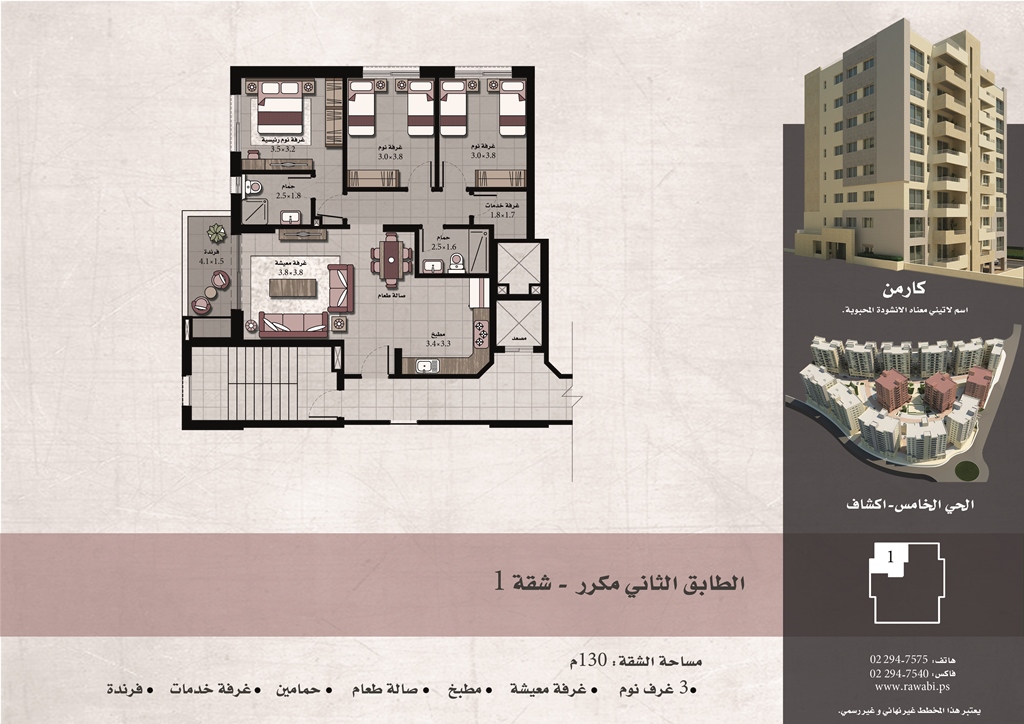 غرفة نوم رئيسية
3.5×3.2
غرفة نوم
3.0×3.8
غرفة نوم
3.0×3.8
حمام
2.5×1.8
غرفة خدمات
1.8×1.7
حمام
2.5×1.6
فرندة
4.1×1.5
غرفة معيشة
3.8×3.8
صالة طعام
مطبخ
3.4×3.3
مصعد
كارمن
اسم لاتيني معناه الانشودة المحبوبة.
الحي الخامس-اكشاف
1
الطابق الثاني مكرر - شقة 1
مساحة الشقة: 130م
•3 غرف نوم • غرفة معيشة • مطبخ • صالة طعام • حمامين • غرفة خدمات • فرندة
هاتف: 02 294-7575
فاكس: 02 294-7540
www.rawabi.ps
يعتبر هذا المخطط غير نهائي و غير رسمي.